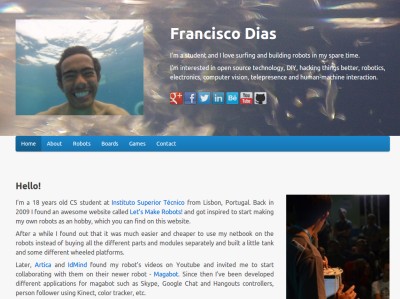 Francisco Dias
I'm a student and I love surfing and building robots in my spare time.
I'm interested in open source technology, DIY, hacking things better, robotics,
electronics, computer vision, telepresence and human-machine interaction.
Home About Robots Boards Games Contact
Hello!
I'm a 18 years old CS student at Instituto Superior Técnico from Lisbon, Portugal. Back in
2009 I found an awesome website called Let's Make Robots! and got inspired to start making
my own robots as an hobby, which you can find on this website.
After a while I found out that it was much easier and cheaper to use my netbook on the
robots instead of buying all the different parts and modules separately and built a little tank
and some different wheeled platforms.
Later, Artica and IdMind found my robot's videos on Youtube and invited me to start
collaborating with them on their newer robot - Magabot. Since then I've been developed
different applications for magabot such as Skype, Google Chat and Hangouts controllers,
person follower using Kinect, color tracker, etc.